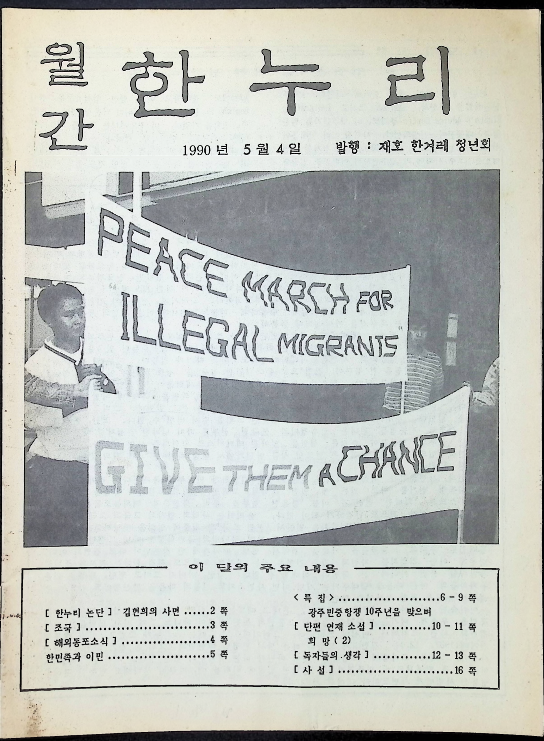 월간 한누리
1990년 5월 4일 발행 : 재호 한겨레 청년회
PEACE MARCH FOR
"ILLEGAL MIGRANTS"
GIVE THEM A CHANCE
이 달의 주요 내용
[ 한누리 논단 ] 김현희의 사면 ......2 쪽
[ 조국 ] ........................3 쪽
[ 해외동포소식 ] ..................4 쪽
한민족과 이민 ....................5 쪽
< 특 집 > ........................6 - 9 쪽
광주민중항쟁 10주년을 맞으며
[ 단편 연재 소설 ] .............10 - 11 쪽
희 망 ( 2 )
[ 독자들의 생각 ] ..............12 - 13 쪽
[ 사 설 ] ........................16 쪽